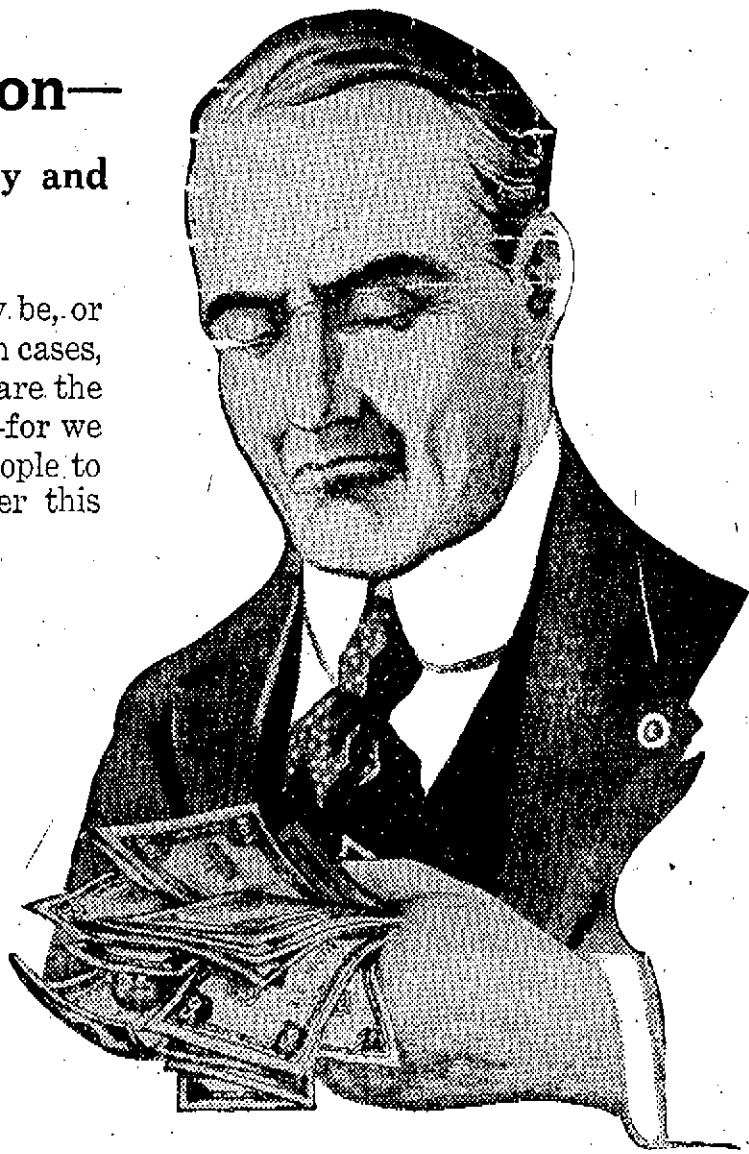 on—
y and
y be, or
n cases,
are the
-for we
ople to
er this